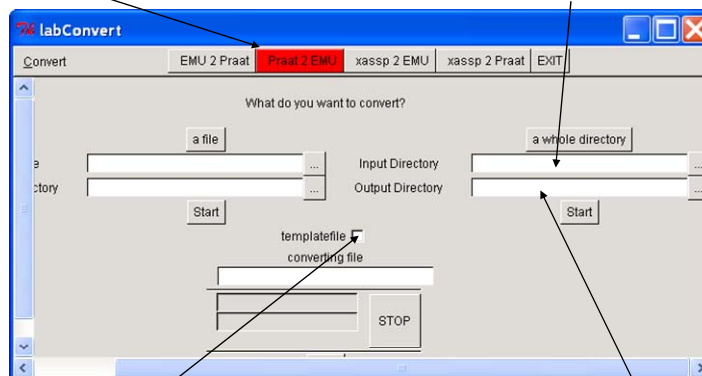 labConvert
Convert EMU 2 Praat Praat 2 EMU xassp 2 EMU xassp 2 Praat EXIT
What do you want to convert?
a file a whole directory
e ... Input Directory ...
ctory ... Output Directory ...
Start Start
templatefile
converting file
STOP